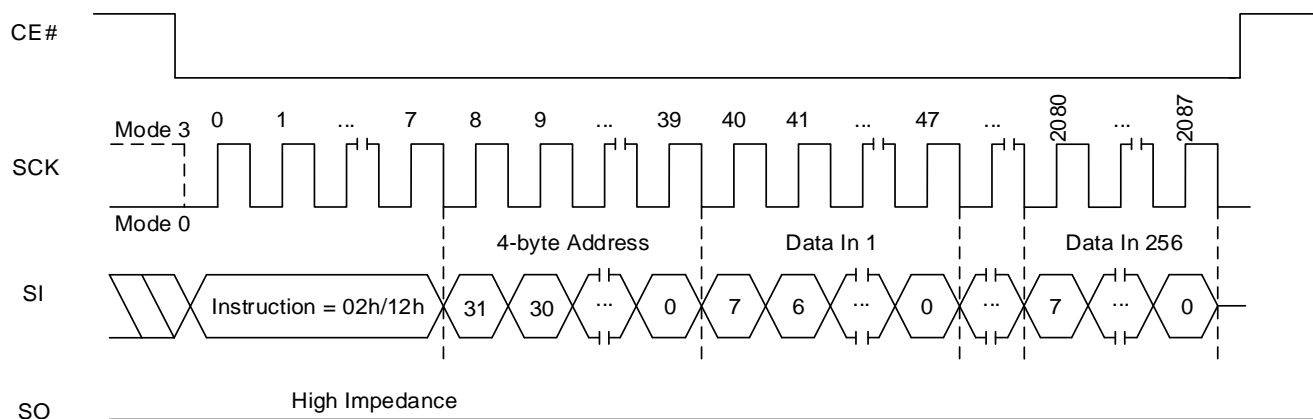 CE#
0 1 ... 7 8 9 ... 39 40 41 ... 47 ... 2080 ... 2087
Mode 3
SCK
Mode 0
4-byte Address Data In 1 Data In 256
SI Instruction = 02h/12h 31 30 ... 0 7 6 ... 0 ... 7 ... 0
High Impedance
SO